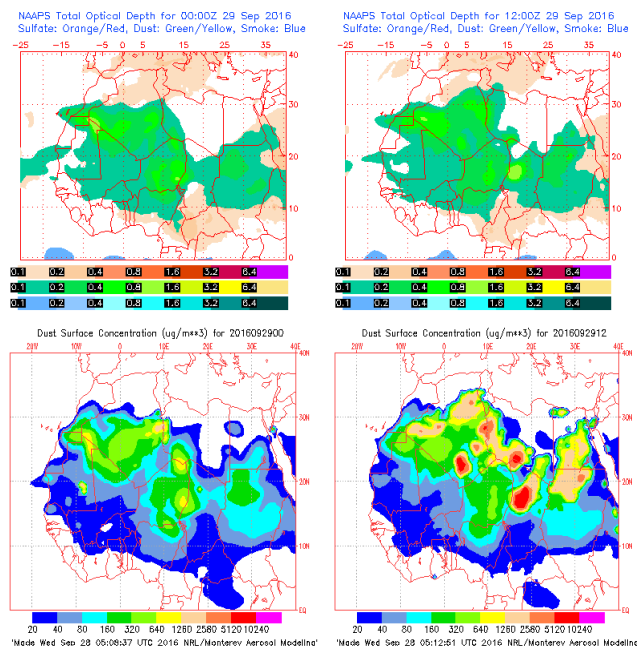 NAAPS Total Optical Depth for 00:00Z 29 Sep 2016
Sulfate: Orange/Red, Dust: Green/Yellow, Smoke: Blue
-25 -15 -5 0 5 15 25 35 40
30
20
10
0.1 0.2 0.4 0.8 1.6 3.2 6.4
0.1 0.2 0.4 0.8 1.6 3.2 6.4
0.1 0.2 0.4 0.8 1.6 3.2 6.4
NAAPS Total Optical Depth for 12:00Z 29 Sep 2016
Sulfate: Orange/Red, Dust: Green/Yellow, Smoke: Blue
-25 -15 -5 0 5 15 25 35 40
30
20
10
0.1 0.2 0.4 0.8 1.6 3.2 6.4
0.1 0.2 0.4 0.8 1.6 3.2 6.4
0.1 0.2 0.4 0.8 1.6 3.2 6.4
Dust Surface Concentration (ug/m**3) for 2016092900
20W 10W 0 10E 20E 30E 40E
40N
30N
20N
10N
EQ
20 40 80 160 320 640 1280 2580 5120 10240
'Made Wed Sep 28 05:09:37 UTC 2016 NRL/Monterey Aerosol Modeling'
Dust Surface Concentration (ug/m**3) for 2016092912
20W 10W 0 10E 20E 30E 40E
40N
30N
20N
10N
EQ
20 40 80 160 320 640 1280 2580 5120 10240
'Made Wed Sep 28 05:12:51 UTC 2016 NRL/Monterey Aerosol Modeling'